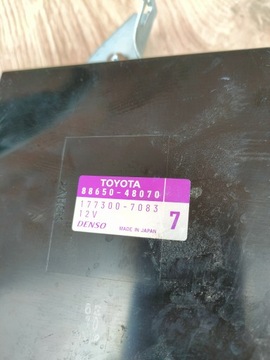 TOYOTA
88650-48070
177300-7083
12V
DENSO MADE IN JAPAN
7